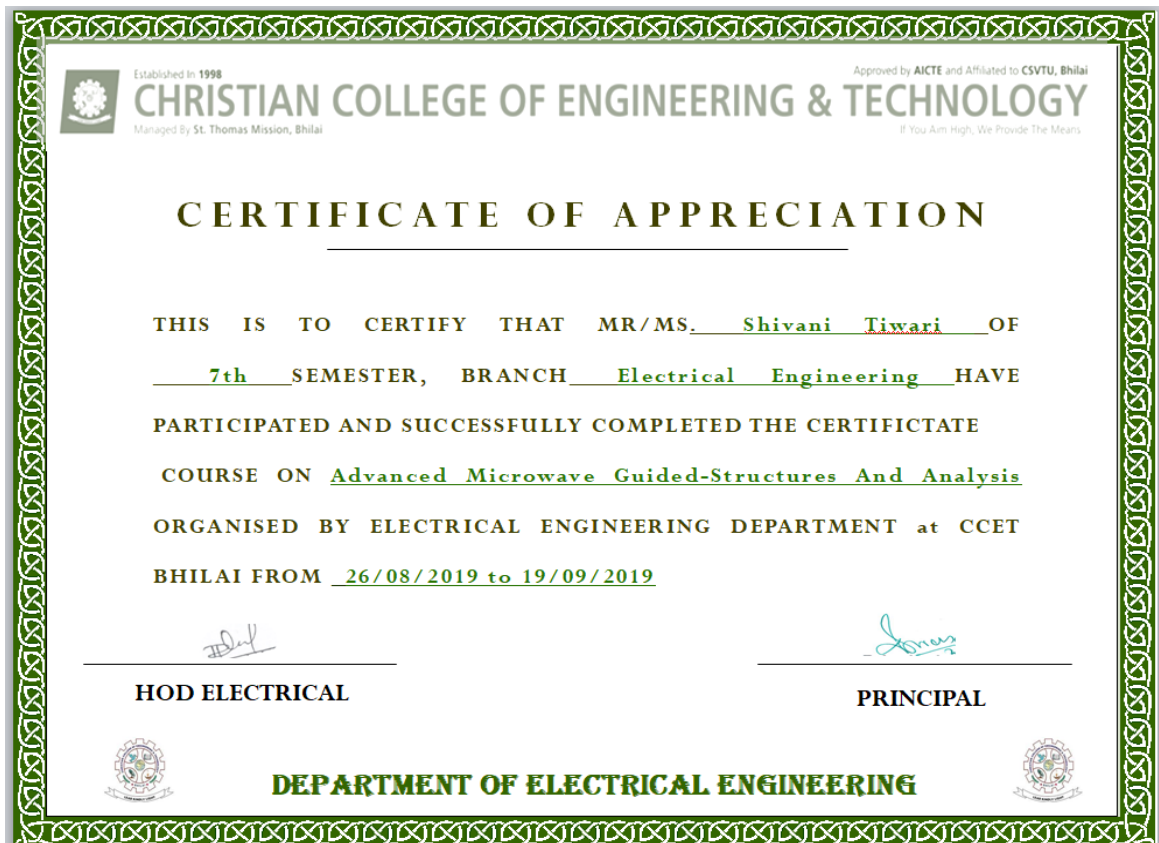 Established In 1998
Approved by AICTE and Affiliated to CSVTU, Bhilai
CHRISTIAN COLLEGE OF ENGINEERING & TECHNOLOGY
Managed By St. Thomas Mission, Bhilai
If You Aim High, We Provide The Means
CERTIFICATE OF APPRECIATION
THIS IS TO CERTIFY THAT MR/MS. Shivani Tiwari OF
7th SEMESTER, BRANCH Electrical Engineering HAVE
PARTICIPATED AND SUCCESSFULLY COMPLETED THE CERTIFICTATE
COURSE ON Advanced Microwave Guided-Structures And Analysis
ORGANISED BY ELECTRICAL ENGINEERING DEPARTMENT at CCET
BHILAI FROM 26/08/2019 to 19/09/2019
HOD ELECTRICAL
PRINCIPAL
DEPARTMENT OF ELECTRICAL ENGINEERING